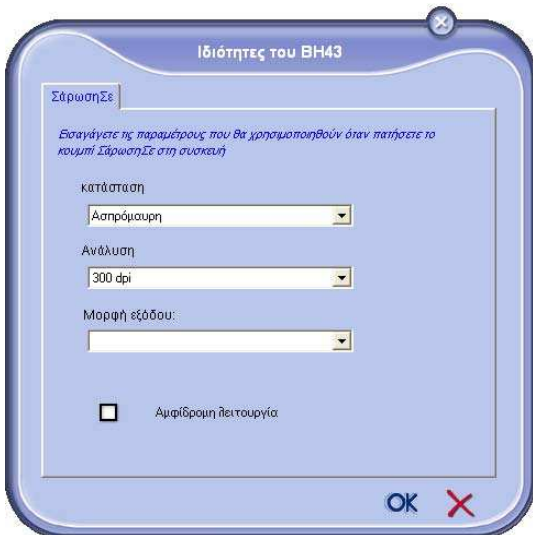 Ιδιότητες του BH43
ΣάρωσηΣε
Εισαγάγετε τις παραμέτρους που θα χρησιμοποιηθούν όταν πατήσετε το
κουμπί ΣάρωσηΣε στη συσκευή
κατάσταση
Ασπρόμαυρη
Ανάλυση
300 dpi
Μορφή εξόδου:
Αμφίδρομη λειτουργία
OK